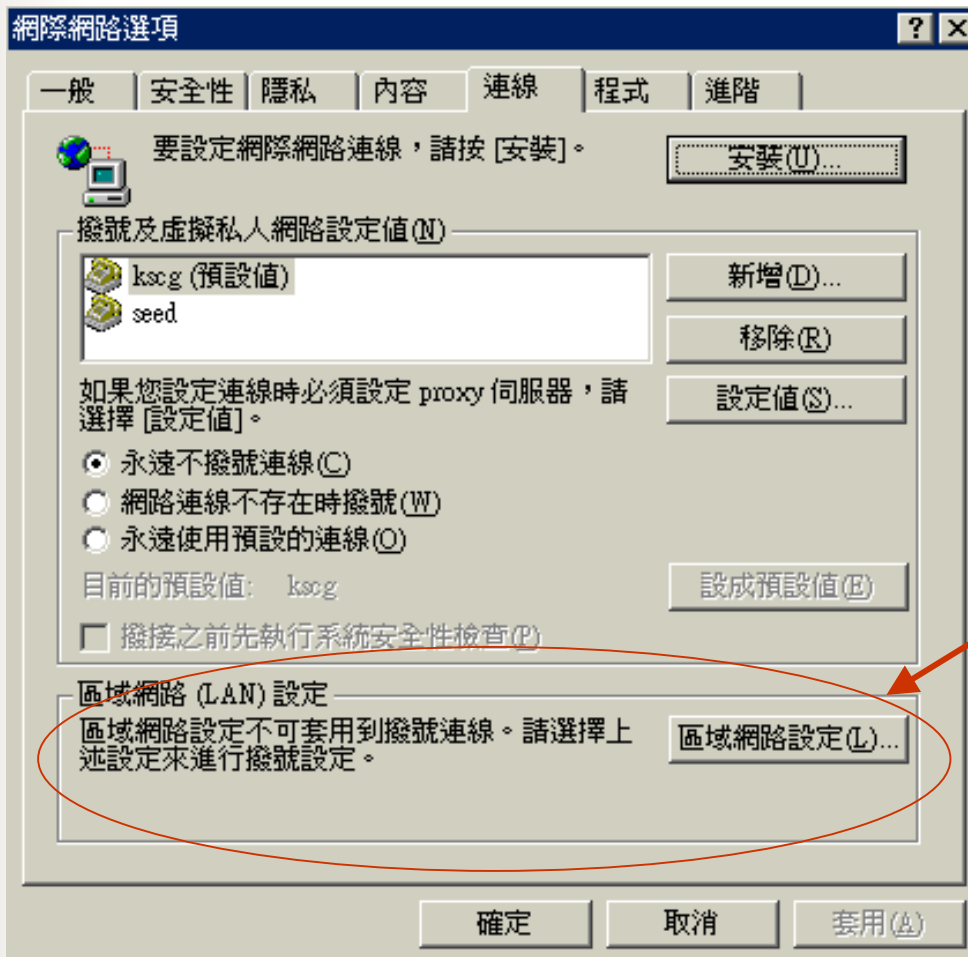 網際網路選項
一般 安全性 隱私 內容 連線 程式 進階
要設定網際網路連線，請按 [安裝]。
安裝(U)...
撥號及虛擬私人網路設定值(N)
kscg (預設值)
seed
新增(D)...
移除(R)
如果您設定連線時必須設定 proxy 伺服器，請
選擇 [設定值]。
設定值(S)...
永遠不撥號連線(C)
網路連線不存在時撥號(W)
永遠使用預設的連線(O)
目前的預設值: kscg
設成預設值(E)
撥接之前先執行系統安全性檢查(P)
區域網路 (LAN) 設定
區域網路設定不可套用到撥號連線。請選擇上
述設定來進行撥號設定。
區域網路設定(L)...
確定 取消 套用(A)